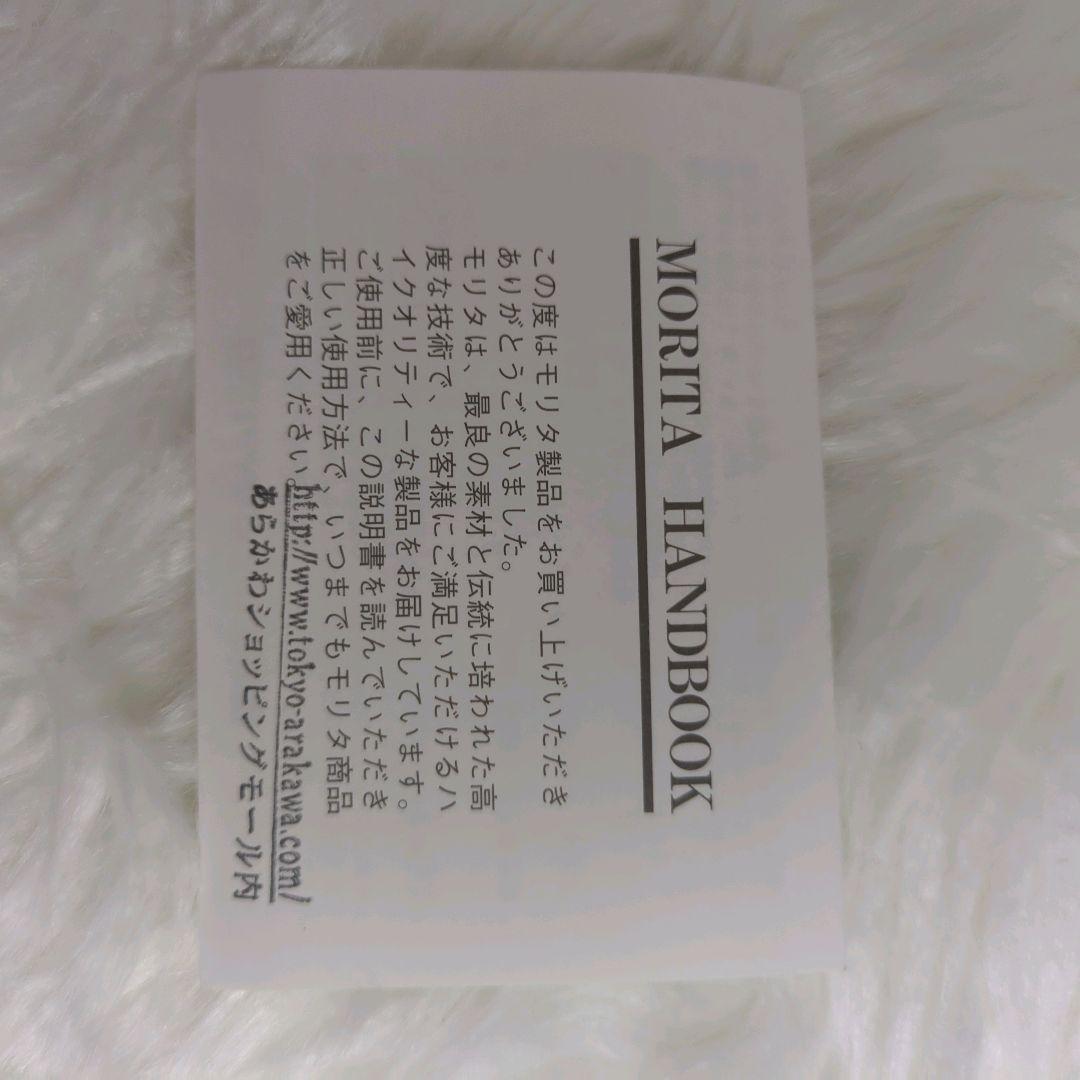 MORITA HANDBOOK
この度はモリタ製品をお買い上げいただき
ありがとうございました。
モリタは、最良の素材と伝統に培われた高
度な技術で、お客様にご満足いただけるハ
イクオリティーな製品をお届けしています。
ご使用前に、この説明書を読んでいただき
正しい使用方法で、いつまでもモリタ商品
をご愛用ください。
http://www.tokyo-arakawa.com/
あらかわショッピングモール内